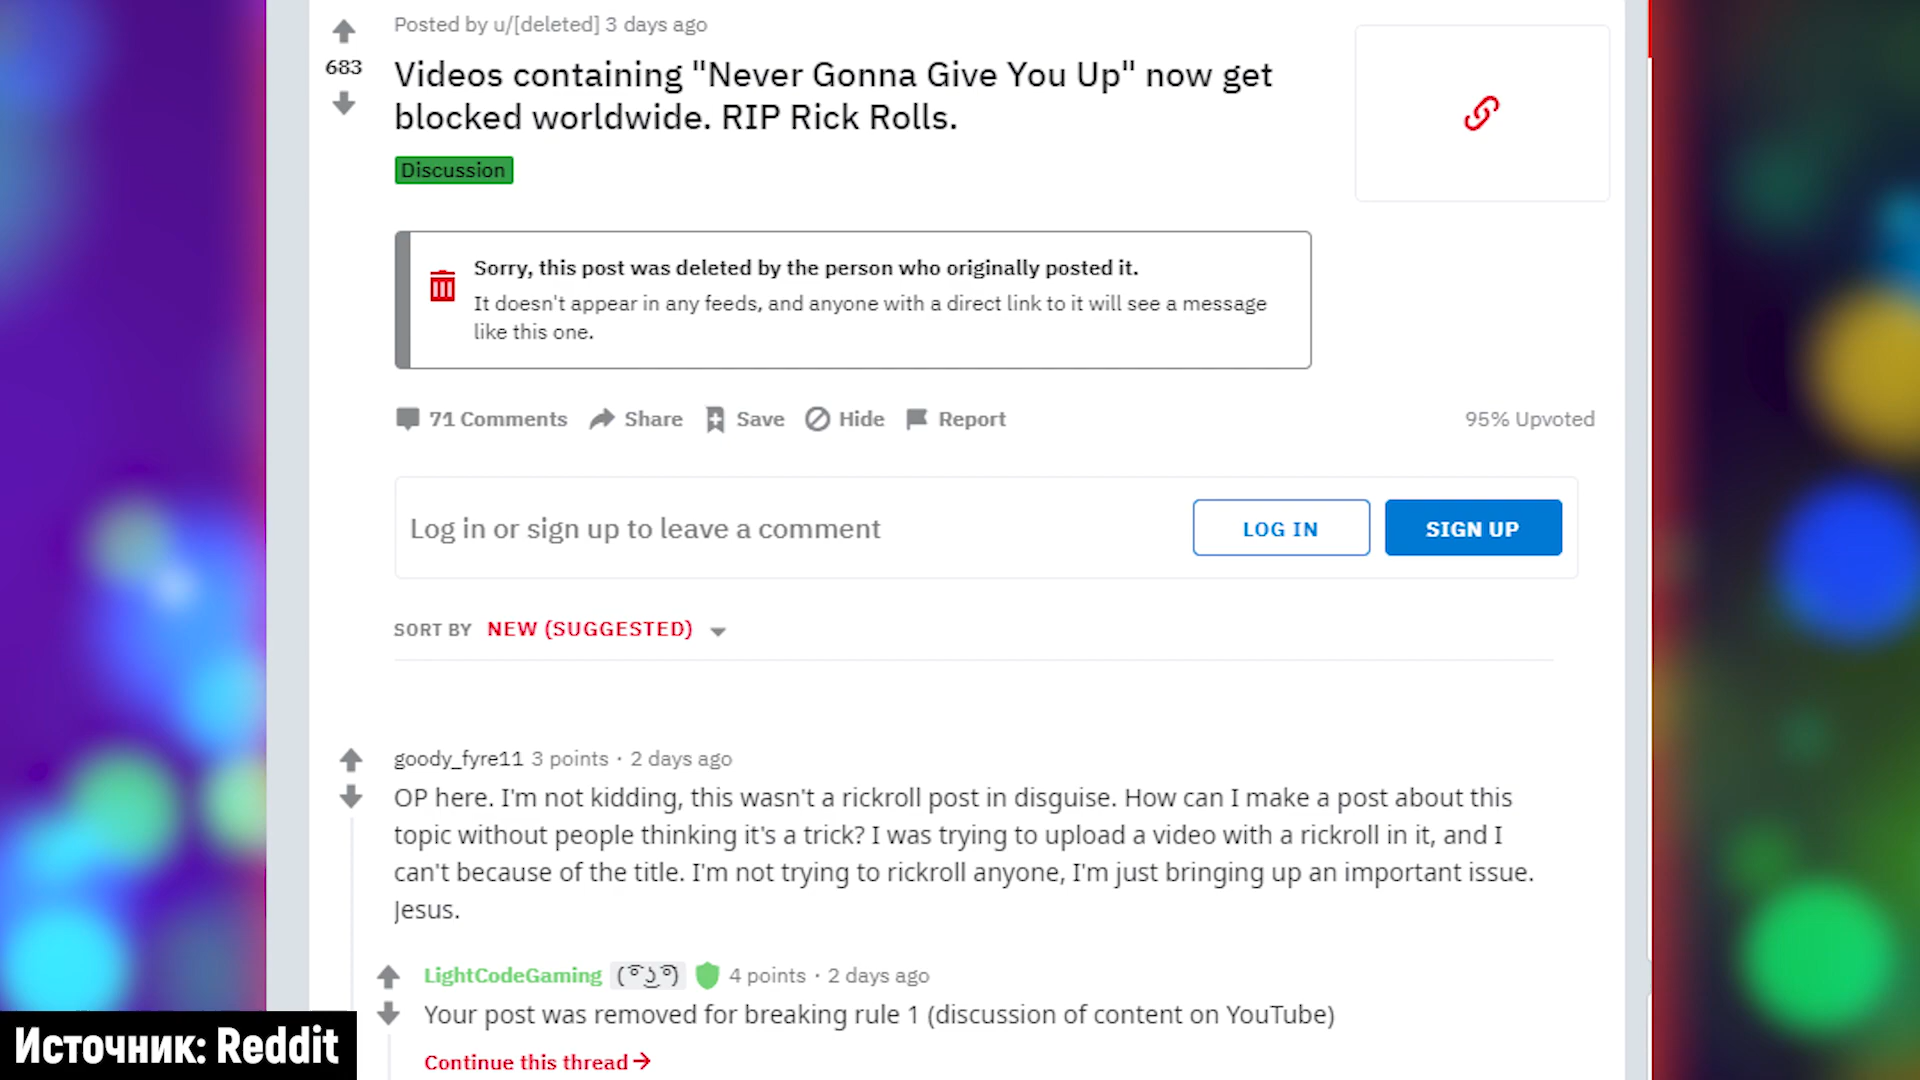 Posted by u/[deleted] 3 days ago
683
Videos containing "Never Gonna Give You Up" now get
blocked worldwide. RIP Rick Rolls.
Discussion
Sorry, this post was deleted by the person who originally posted it.
It doesn't appear in any feeds, and anyone with a direct link to it will see a message
like this one.
71 Comments Share Save Hide Report 95% Upvoted
Log in or sign up to leave a comment LOG IN SIGN UP
SORT BY NEW (SUGGESTED)
goody_fyre11 3 points · 2 days ago
OP here. I'm not kidding, this wasn't a rickroll post in disguise. How can I make a post about this
topic without people thinking it's a trick? I was trying to upload a video with a rickroll in it, and I
can't because of the title. I'm not trying to rickroll anyone, I'm just bringing up an important issue.
Jesus.
LightCodeGaming ( ͡° ͜ʖ ͡°) 4 points · 2 days ago
Your post was removed for breaking rule 1 (discussion of content on YouTube)
Continue this thread →
Источник: Reddit